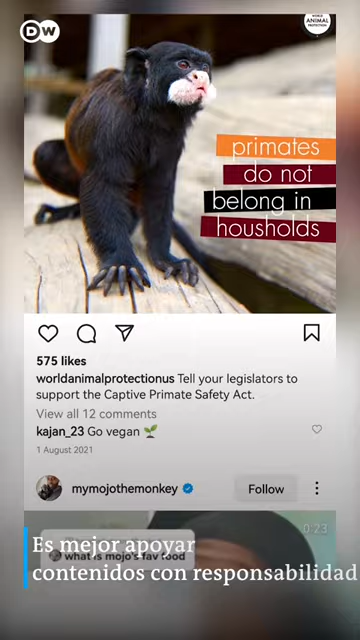 DW
WORLD
ANIMAL
PROTECTION
primates
do not
belong in
housholds
575 likes
worldanimalprotectionus Tell your legislators to
support the Captive Primate Safety Act.
View all 12 comments
kajan_23 Go vegan 🌱
1 August 2021
mymojothemonkey
Follow
0:23
what is mojo's fav food
Es mejor apoyar
contenidos con responsabilidad